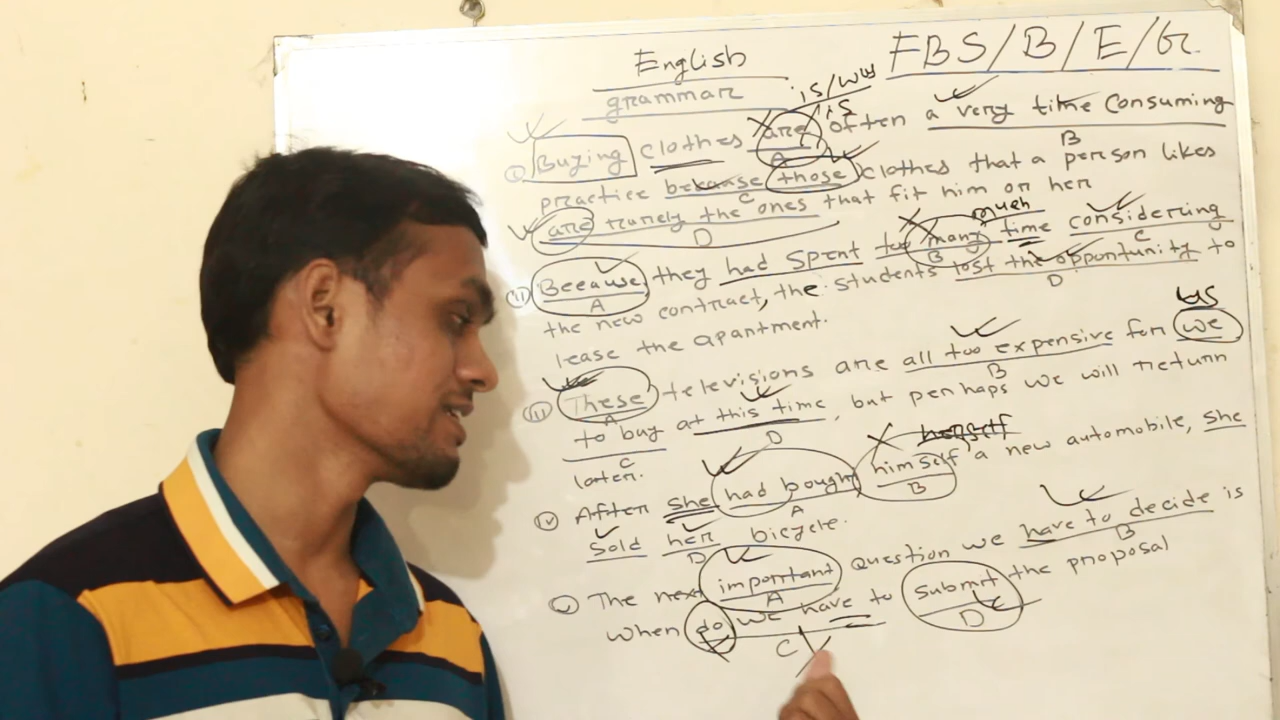 English
FBS/B/E/G
grammar
is/was
is
(i) Buying clothes are often a very time consuming
A
B
practice because those clothes that a person likes
C
are rarely the ones that fit him or her
D
much
(ii) Because they had spent too many time considering
A
B
C
the new contract, the students lost the opportunity to
D
lease the apartment.
us
(iii) These televisions are all too expensive for we
A
B
to buy at this time, but perhaps we will return
C
D
later.
herself
(iv) After she had bought himself a new automobile, she
A
B
sold her bicycle.
D
(v) The next important question we have to decide is
A
B
when do we have to submit the proposal
C
D